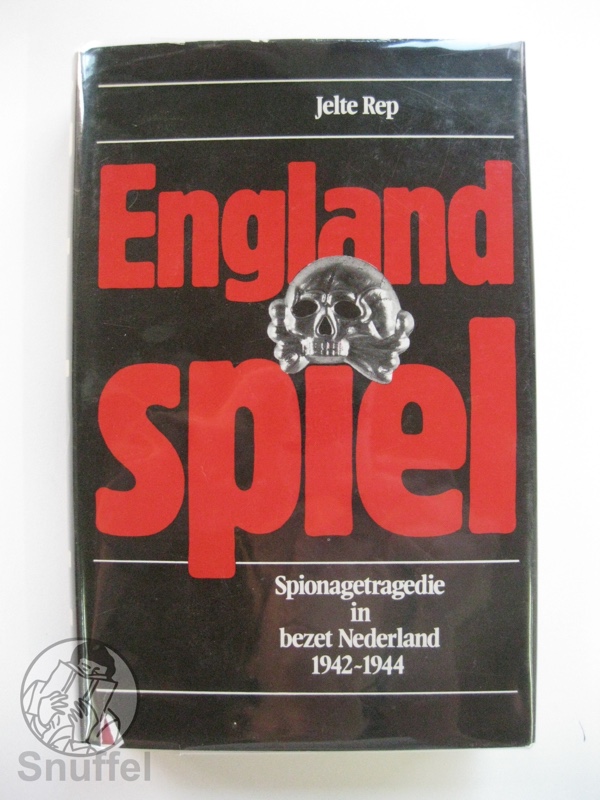 Jelte Rep
England
spiel
Spionagetragedie
in
bezet Nederland
1942-1944
Snuffel